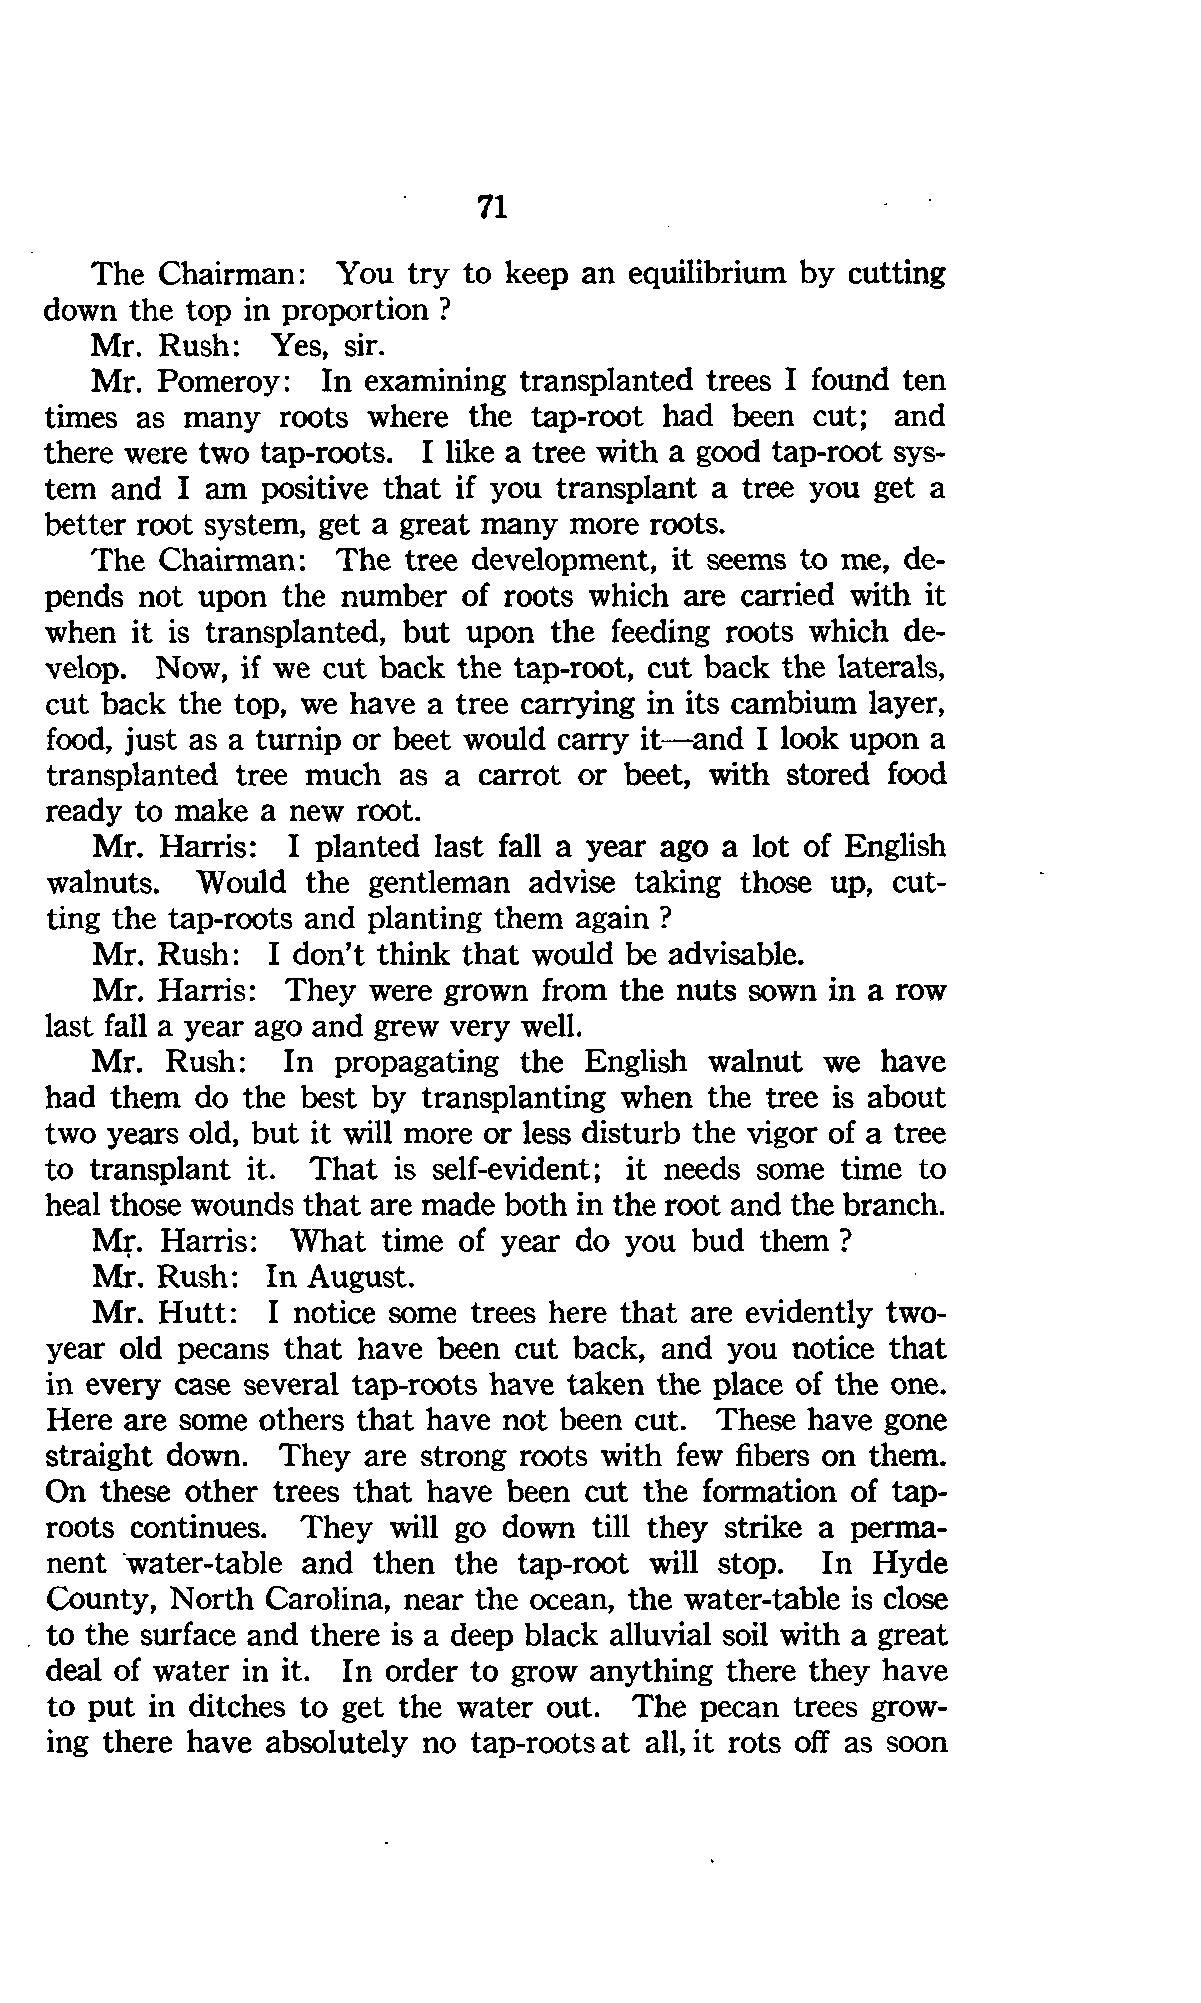 71
The Chairman: You try to keep an equilibrium by cutting
down the top in proportion ?
Mr. Rush: Yes, sir.
Mr. Pomeroy: In examining transplanted trees I found ten
times as many roots where the tap-root had been cut; and
there were two tap-roots. I like a tree with a good tap-root sys-
tem and I am positive that if you transplant a tree you get a
better root system, get a great many more roots.
The Chairman: The tree development, it seems to me, de-
pends not upon the number of roots which are carried with it
when it is transplanted, but upon the feeding roots which de-
velop. Now, if we cut back the tap-root, cut back the laterals,
cut back the top, we have a tree carrying in its cambium layer,
food, just as a turnip or beet would carry it—and I look upon a
transplanted tree much as a carrot or beet, with stored food
ready to make a new root.
Mr. Harris: I planted last fall a year ago a lot of English
walnuts. Would the gentleman advise taking those up, cut-
ting the tap-roots and planting them again ?
Mr. Rush: I don't think that would be advisable.
Mr. Harris: They were grown from the nuts sown in a row
last fall a year ago and grew very well.
Mr. Rush: In propagating the English walnut we have
had them do the best by transplanting when the tree is about
two years old, but it will more or less disturb the vigor of a tree
to transplant it. That is self-evident; it needs some time to
heal those wounds that are made both in the root and the branch.
Mr. Harris: What time of year do you bud them ?
Mr. Rush: In August.
Mr. Hutt: I notice some trees here that are evidently two-
year old pecans that have been cut back, and you notice that
in every case several tap-roots have taken the place of the one.
Here are some others that have not been cut. These have gone
straight down. They are strong roots with few fibers on them.
On these other trees that have been cut the formation of tap-
roots continues. They will go down till they strike a perma-
nent water-table and then the tap-root will stop. In Hyde
County, North Carolina, near the ocean, the water-table is close
to the surface and there is a deep black alluvial soil with a great
deal of water in it. In order to grow anything there they have
to put in ditches to get the water out. The pecan trees grow-
ing there have absolutely no tap-roots at all, it rots off as soon